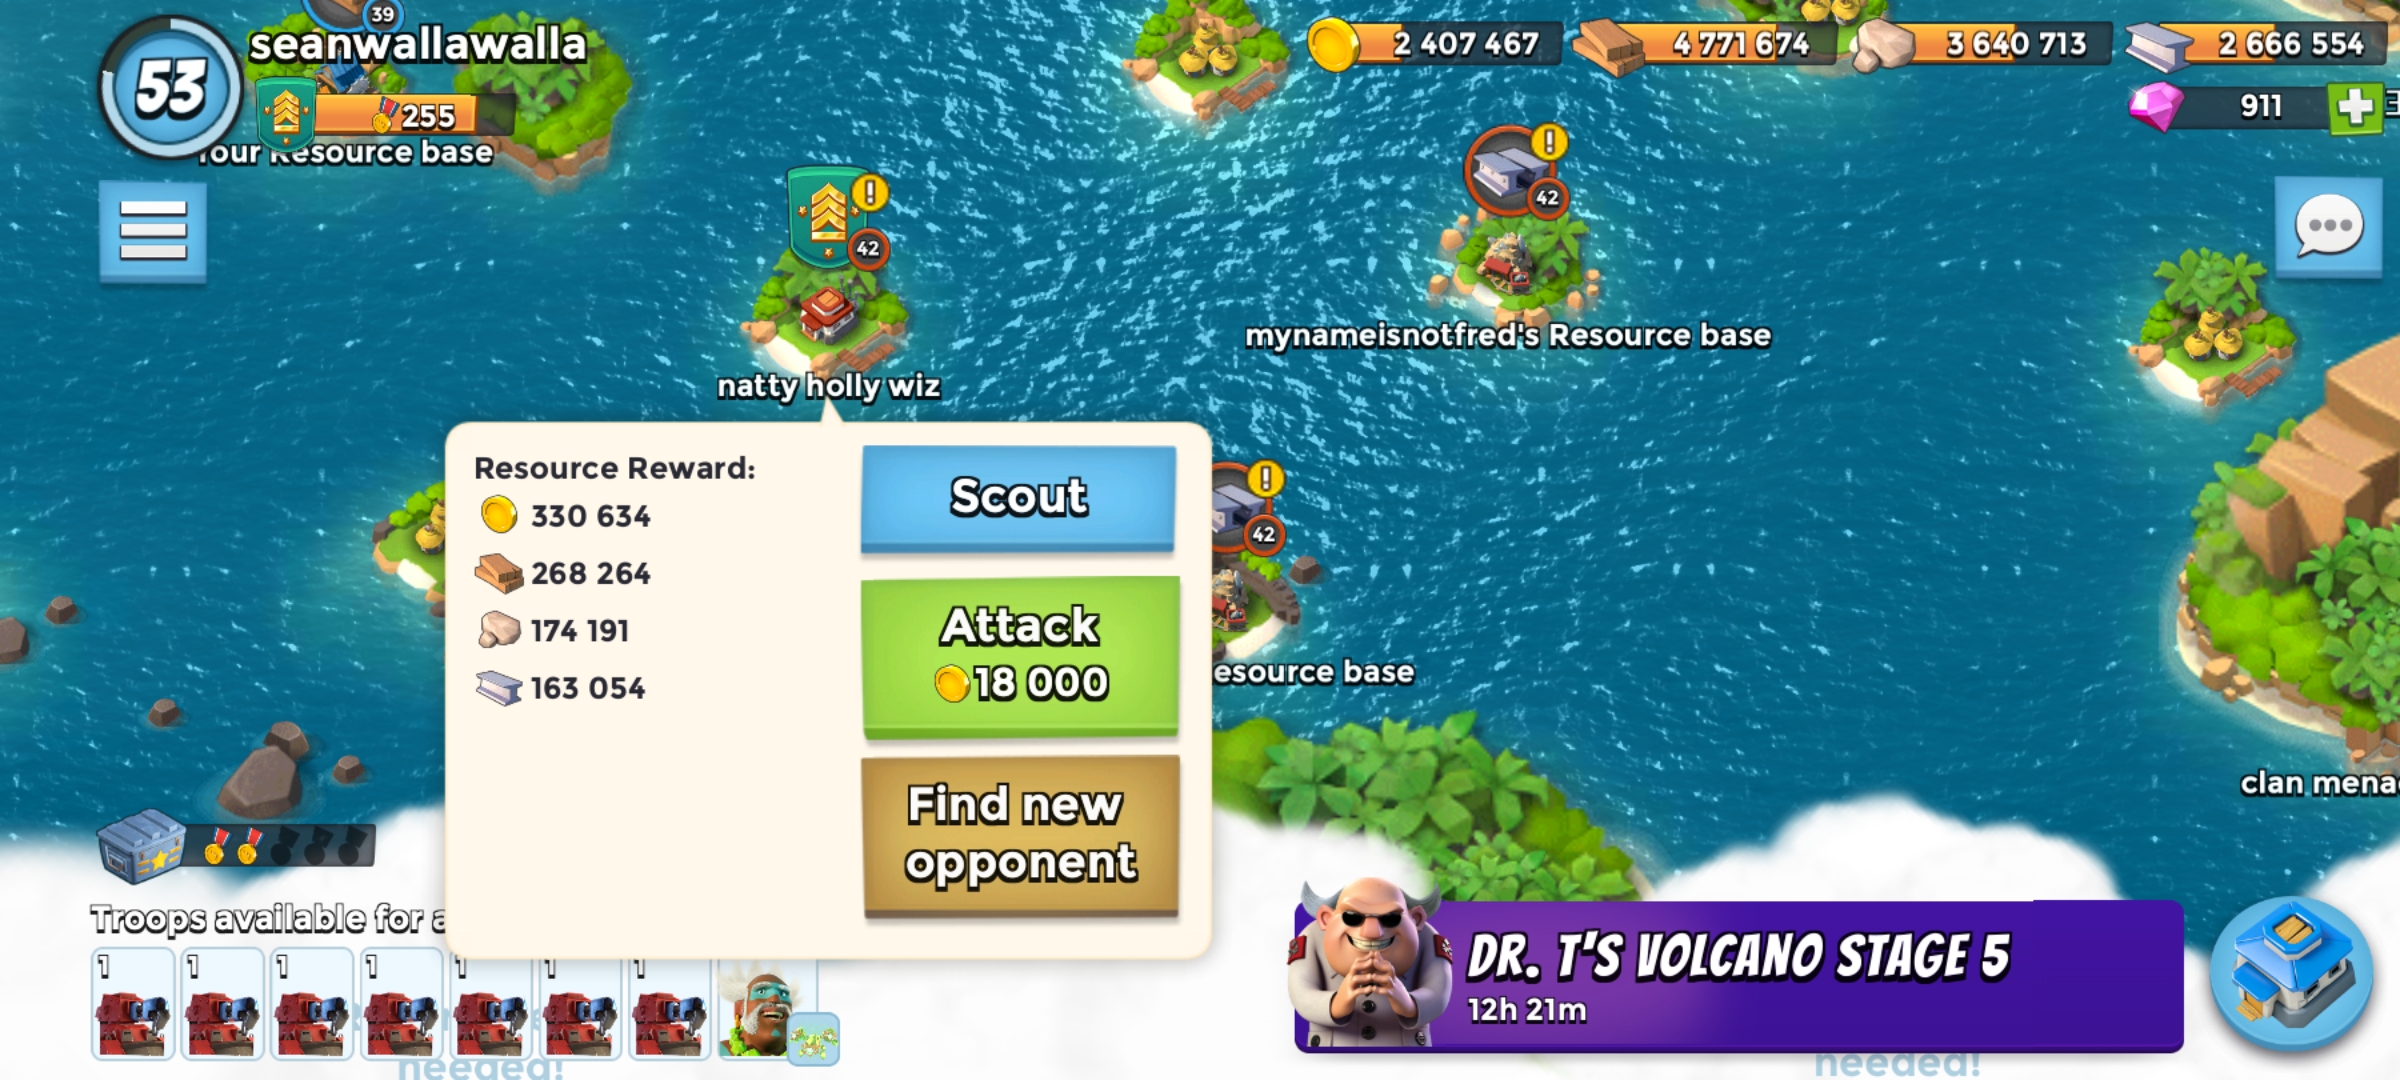 39
53
seanwallawalla
255
Your Resource base
2 407 467
4 771 674
3 640 713
2 666 554
911
42
natty holly wiz
42
mynameisnotfred's Resource base
Resource Reward:
330 634
268 264
174 191
163 054
Scout
Attack
18 000
Find new
opponent
42
esource base
clan mena
Troops available for a
1 1 1 1 1 1 1
DR. T'S VOLCANO STAGE 5
12h 21m
needed!
needed!